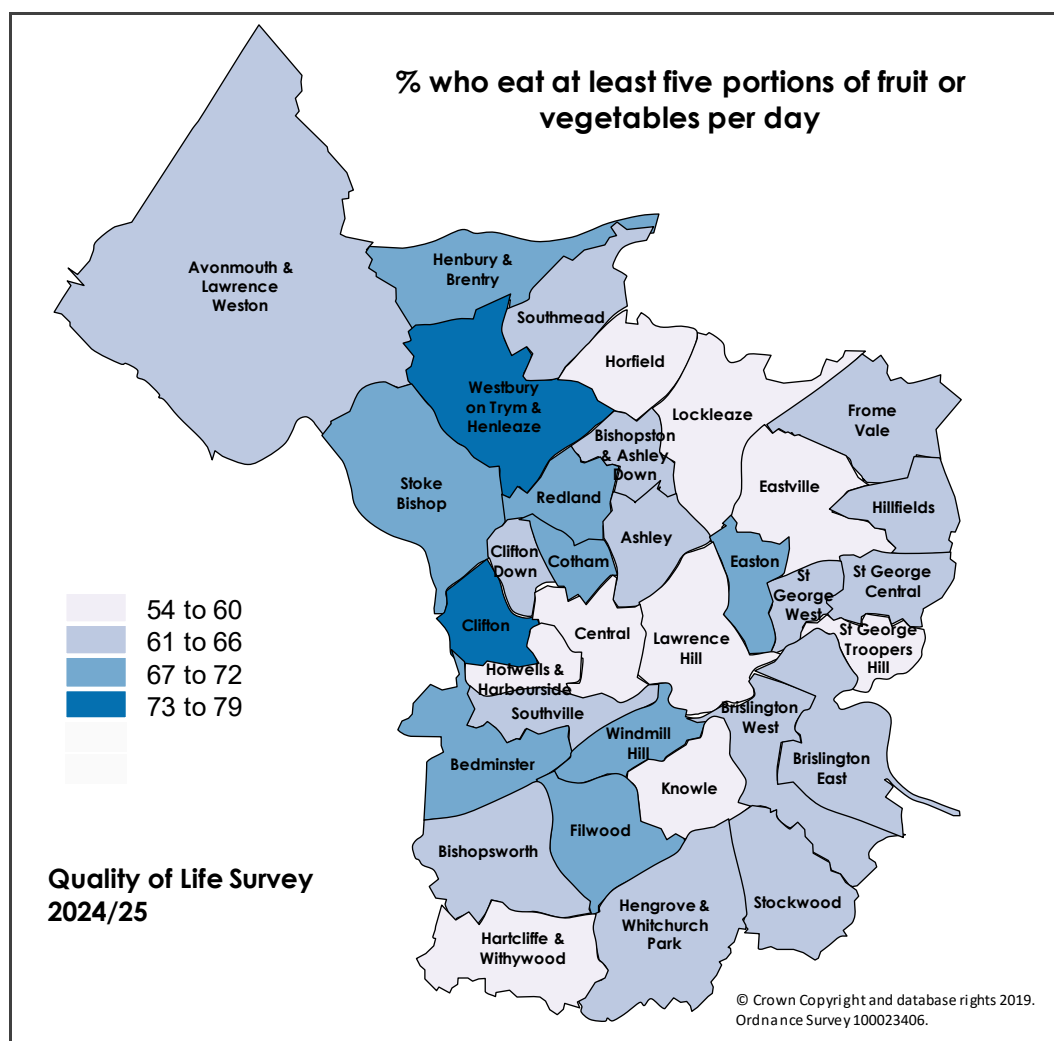 % who eat at least five portions of fruit or
vegetables per day
Avonmouth &
Lawrence
Weston
Henbury &
Brentry
Southmead
Horfield
Westbury
on Trym &
Henleaze
Lockleaze
Frome
Vale
Bishopston
& Ashley
Down
Stoke
Bishop
Redland
Eastville
Hillfields
Ashley
Clifton
Down
Cotham
Easton
St
George
West
St George
Central
54 to 60
61 to 66
67 to 72
73 to 79
Clifton
Central
Lawrence
Hill
St George
Troopers
Hill
Hotwells &
Harbourside
Southville
Brislington
West
Windmill
Hill
Bedminster
Brislington
East
Knowle
Filwood
Bishopsworth
Quality of Life Survey
2024/25
Hengrove &
Whitchurch
Park
Stockwood
Hartcliffe &
Withywood
© Crown Copyright and database rights 2019.
Ordnance Survey 100023406.